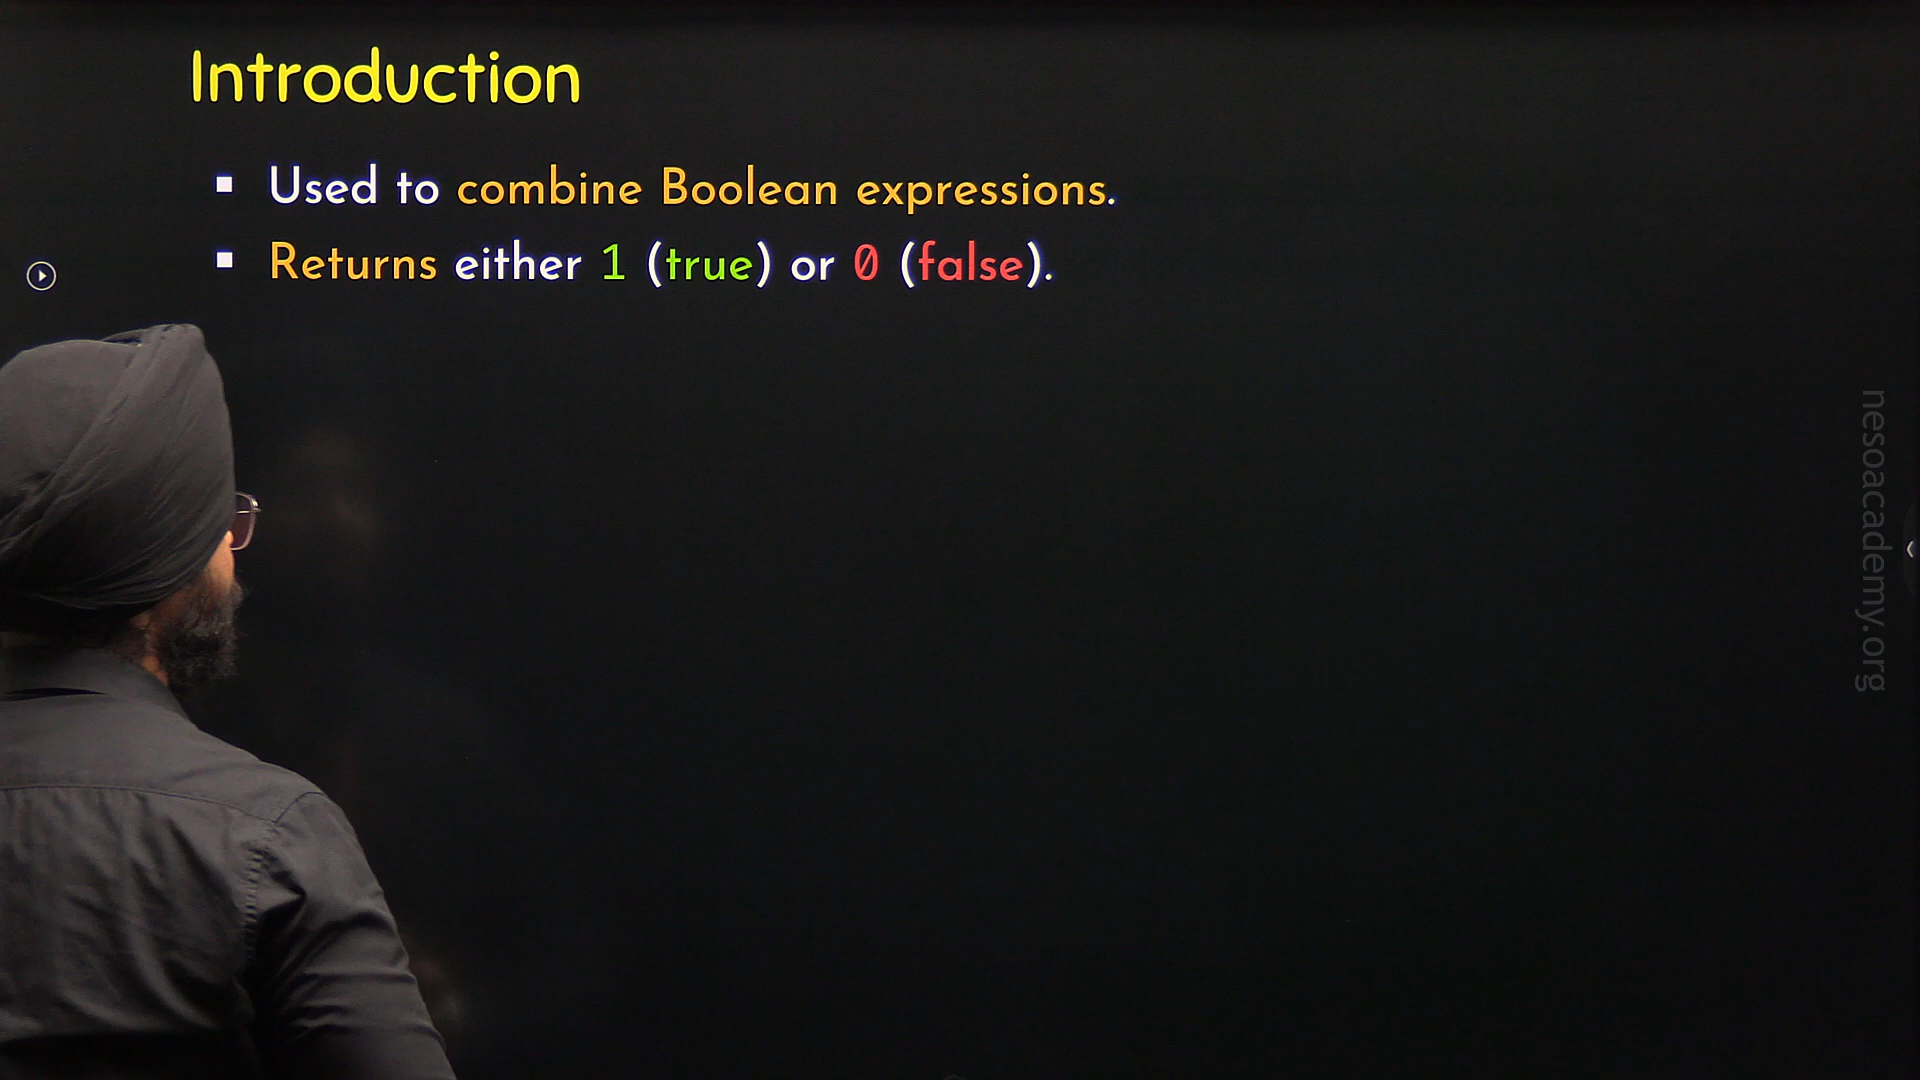 Introduction
▪ Used to combine Boolean expressions.
▪ Returns either 1 (true) or 0 (false).
nesoacademy.org